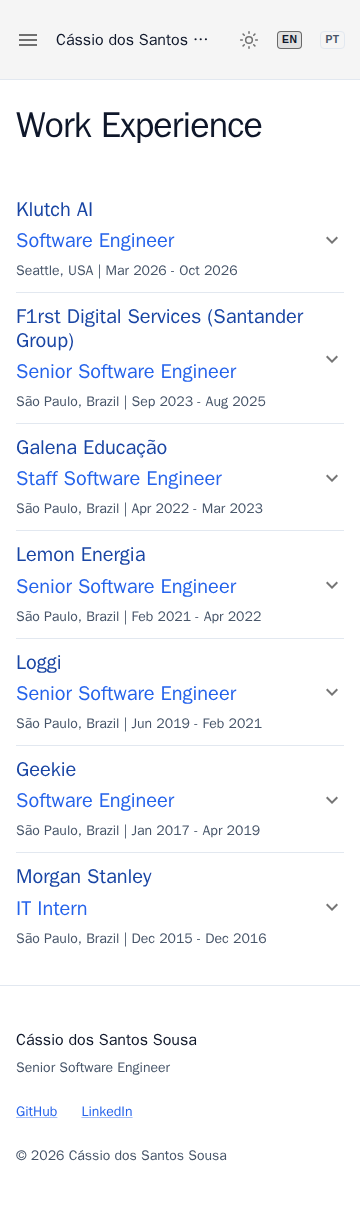 Cássio dos Santos ...
EN
PT
Work Experience
Klutch AI
Software Engineer
Seattle, USA | Mar 2026 - Oct 2026
F1rst Digital Services (Santander
Group)
Senior Software Engineer
São Paulo, Brazil | Sep 2023 - Aug 2025
Galena Educação
Staff Software Engineer
São Paulo, Brazil | Apr 2022 - Mar 2023
Lemon Energia
Senior Software Engineer
São Paulo, Brazil | Feb 2021 - Apr 2022
Loggi
Senior Software Engineer
São Paulo, Brazil | Jun 2019 - Feb 2021
Geekie
Software Engineer
São Paulo, Brazil | Jan 2017 - Apr 2019
Morgan Stanley
IT Intern
São Paulo, Brazil | Dec 2015 - Dec 2016
Cássio dos Santos Sousa
Senior Software Engineer
GitHub LinkedIn
© 2026 Cássio dos Santos Sousa